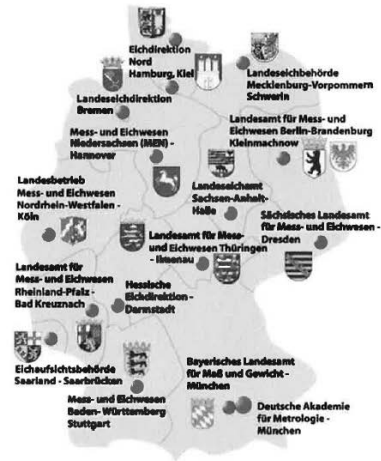 Eichdirektion
Nord
Hamburg, Kiel
Landeseichbehörde
Mecklenburg-Vorpommern
Schwerin
Landeseichdirektion
Bremen
Landesamt für Mess- und
Eichwesen Berlin-Brandenburg
Kleinmachnow
Mess- und Eichwesen
Niedersachsen (MEN) -
Hannover
Landesbetrieb
Mess- und Eichwesen
Nordrhein-Westfalen -
Köln
Landeseichamt
Sachsen-Anhalt-
Halle
Sächsisches Landesamt
für Mess- und Eichwesen -
Dresden
Landesamt für Mess-
und Eichwesen Thüringen
- Ilmenau
Landesamt für
Mess- und Eichwesen
Rheinland-Pfalz -
Bad Kreuznach
Hessische
Eichdirektion -
Darmstadt
Eichaufsichtsbehörde
Saarland - Saarbrücken
Mess- und Eichwesen
Baden- Württemberg
Stuttgart
Bayerisches Landesamt
für Maß und Gewicht -
München
Deutsche Akademie
für Metrologie -
München